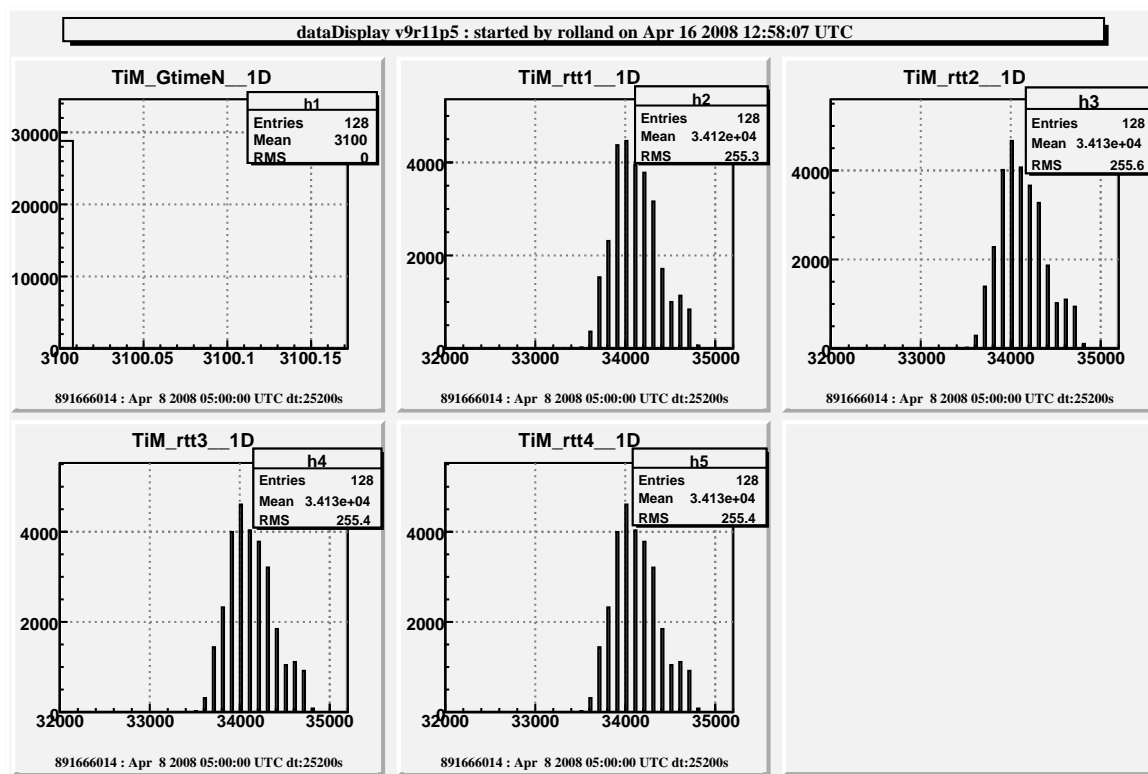 dataDisplay v9r11p5 : started by rolland on Apr 16 2008 12:58:07 UTC
TiM_GtimeN__1D
h1
Entries 128
Mean 3100
RMS 0
30000
20000
10000
0
3100 3100.05 3100.1 3100.15
891666014 : Apr 8 2008 05:00:00 UTC dt:25200s
TiM_rtt1__1D
h2
Entries 128
Mean 3.412e+04
RMS 255.3
4000
2000
0
32000 33000 34000 35000
891666014 : Apr 8 2008 05:00:00 UTC dt:25200s
TiM_rtt2__1D
h3
Entries 128
Mean 3.413e+04
RMS 255.6
4000
2000
0
32000 33000 34000 35000
891666014 : Apr 8 2008 05:00:00 UTC dt:25200s
TiM_rtt3__1D
h4
Entries 128
Mean 3.413e+04
RMS 255.4
4000
2000
0
32000 33000 34000 35000
891666014 : Apr 8 2008 05:00:00 UTC dt:25200s
TiM_rtt4__1D
h5
Entries 128
Mean 3.413e+04
RMS 255.4
4000
2000
0
32000 33000 34000 35000
891666014 : Apr 8 2008 05:00:00 UTC dt:25200s